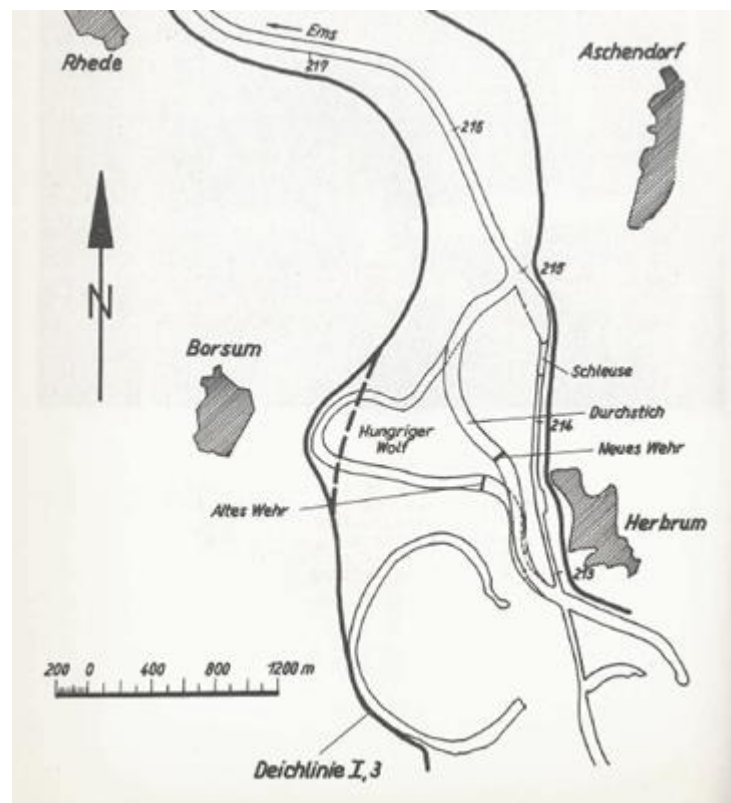 Ems
Aschendorf
Rhede
217
216
N
215
Borsum
Schleuse
Durchstich
214
Hungriger
Wolf
Neues Wehr
Altes Wehr
Herbrum
213
200 0 400 800 1200 m
Deichlinie I, 3